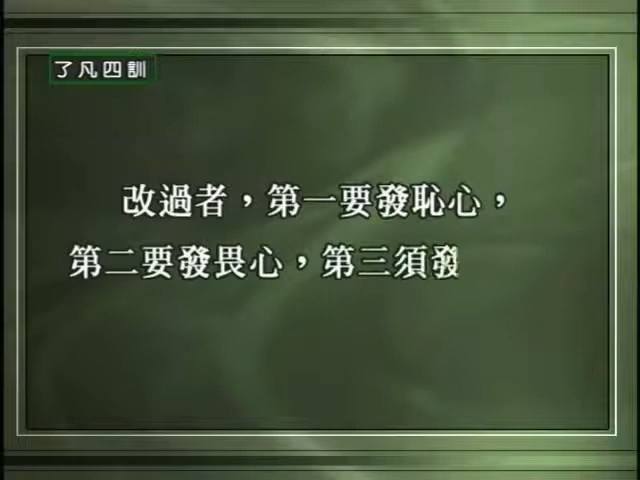 了凡四訓
改過者，第一要發恥心，
第二要發畏心，第三須發